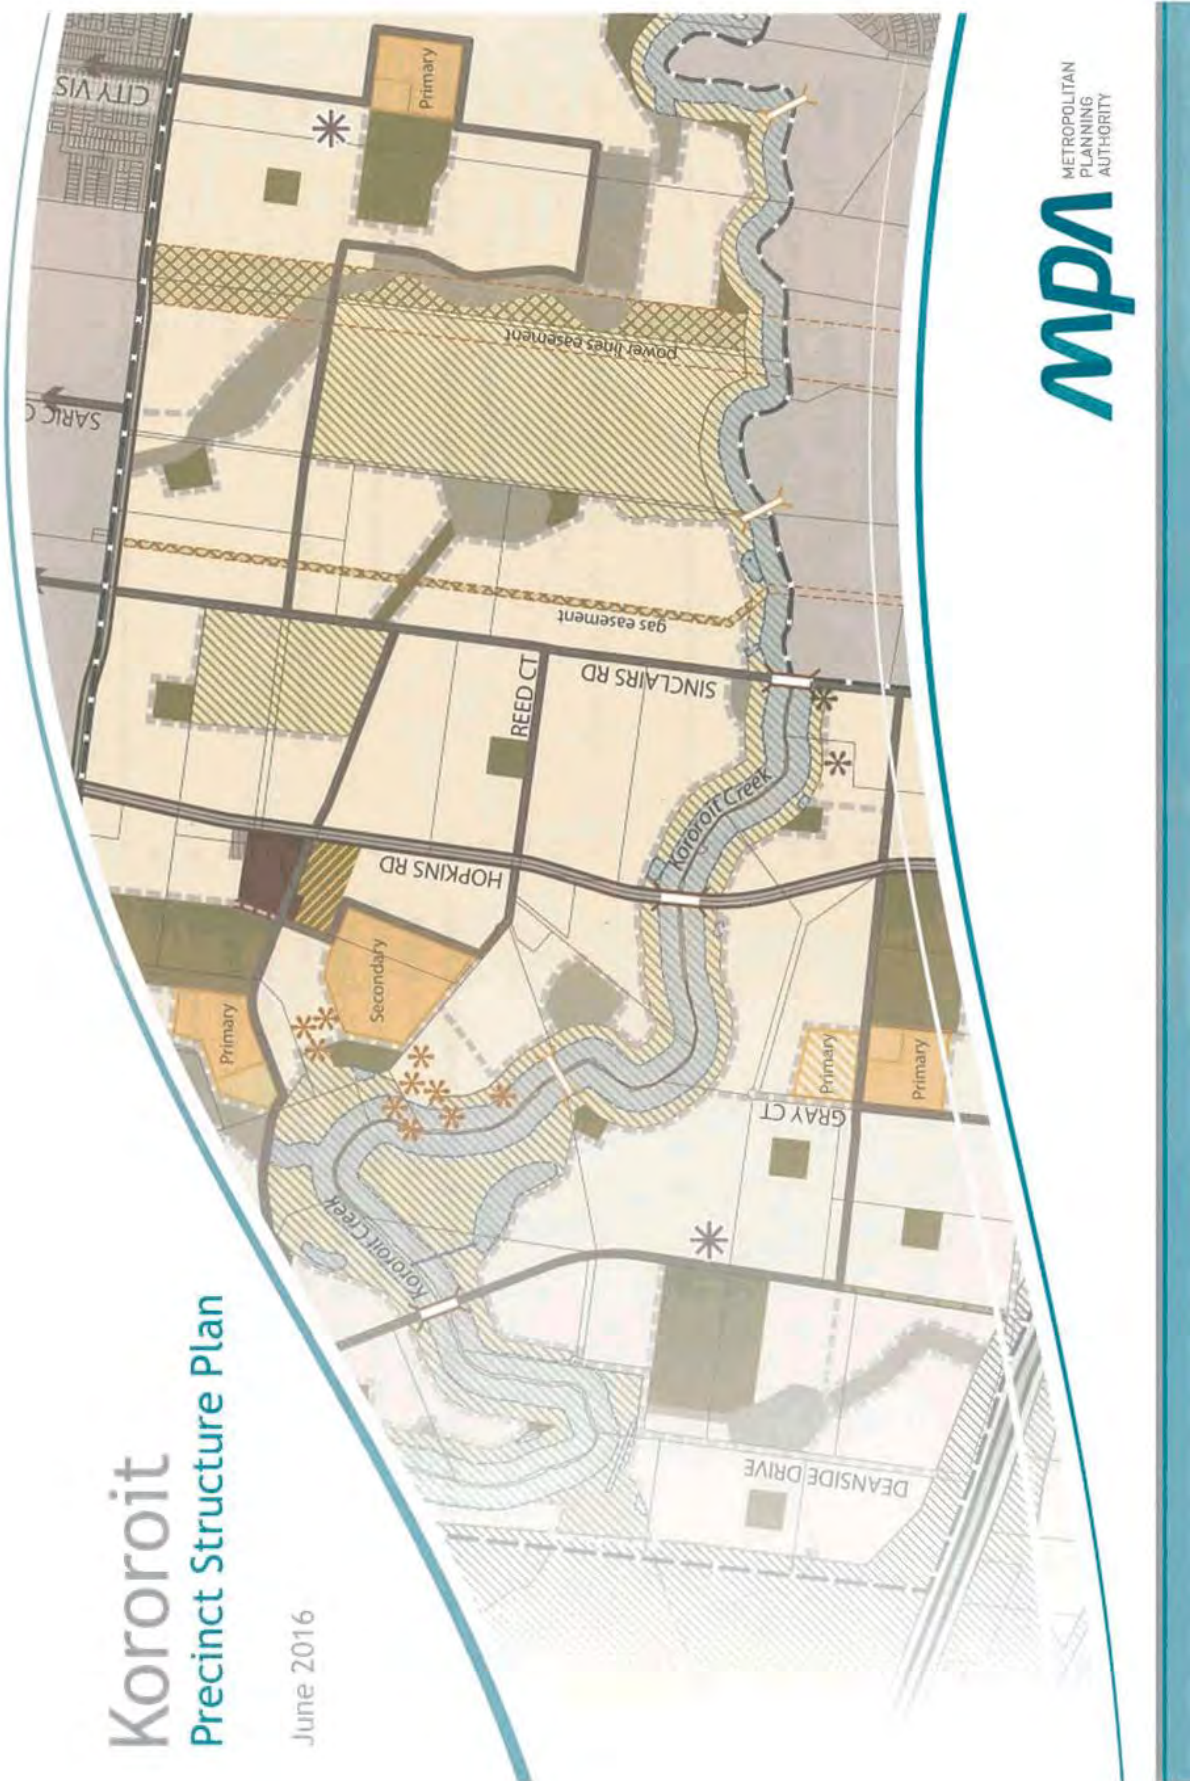 Kororoit
Precinct Structure Plan
June 2016
CITY VIS
Primary
SARIC C
power lines easement
gas easement
REED CT
SINCLAIRS RD
Kororoit Creek
HOPKINS RD
Secondary
Primary
Primary
Primary
GRAY CT
Kororoit Creek
DEANSIDE DRIVE
mpa
METROPOLITAN
PLANNING
AUTHORITY